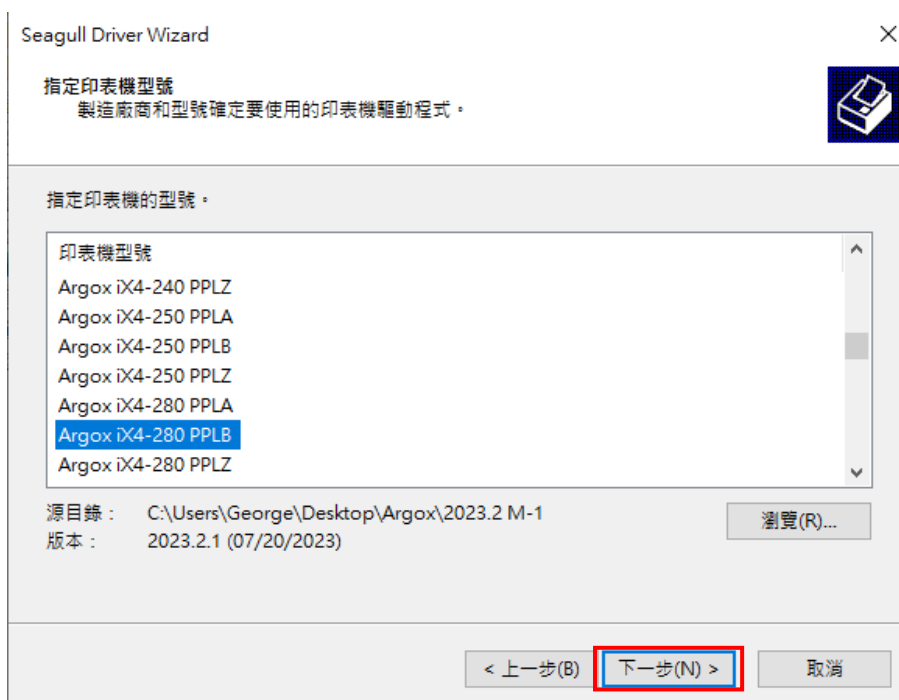 Seagull Driver Wizard
指定印表機型號
製造廠商和型號確定要使用的印表機驅動程式。
指定印表機的型號。
印表機型號
Argox iX4-240 PPLZ
Argox iX4-250 PPLA
Argox iX4-250 PPLB
Argox iX4-250 PPLZ
Argox iX4-280 PPLA
Argox iX4-280 PPLB
Argox iX4-280 PPLZ
源目錄： C:\Users\George\Desktop\Argox\2023.2 M-1
瀏覽(R)...
版本： 2023.2.1 (07/20/2023)
< 上一步(B) 下一步(N) > 取消